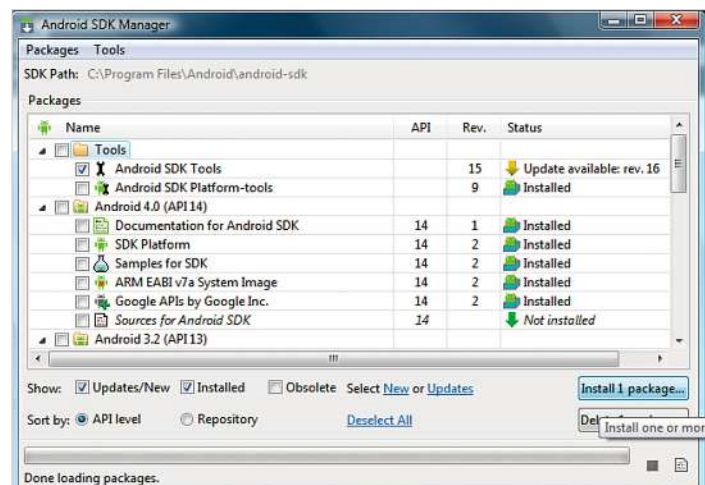 Android SDK Manager
Packages Tools
SDK Path: C:\Program Files\Android\android-sdk
Packages
Name API Rev. Status
Tools
Android SDK Tools 15 Update available: rev. 16
Android SDK Platform-tools 9 Installed
Android 4.0 (API 14)
Documentation for Android SDK 14 1 Installed
SDK Platform 14 2 Installed
Samples for SDK 14 2 Installed
ARM EABI v7a System Image 14 2 Installed
Google APIs by Google Inc. 14 2 Installed
Sources for Android SDK 14 Not installed
Android 3.2 (API 13)
Show: Updates/New Installed Obsolete Select New or Updates Install 1 package...
Sort by: API level Repository Deselect All
Install one or
Done loading packages.